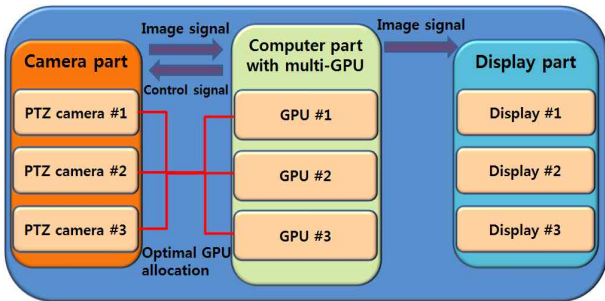 Image signal
Image signal
Camera part
Computer part
with multi-GPU
Display part
Control signal
PTZ camera #1
GPU #1
Display #1
PTZ camera #2
GPU #2
Display #2
PTZ camera #3
GPU #3
Display #3
Optimal GPU
allocation